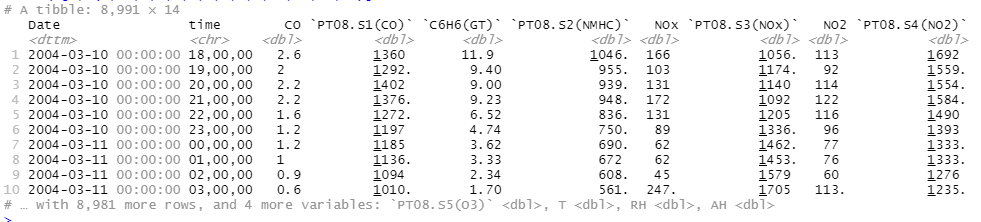 # A tibble: 8,991 × 14
Date time CO `PT08.S1(CO)` `C6H6(GT)` `PT08.S2(NMHC)` NOx `PT08.S3(NOx)` NO2 `PT08.S4(NO2)`
<dttm> <chr> <dbl> <dbl> <dbl> <dbl> <dbl> <dbl> <dbl> <dbl>
1 2004-03-10 00:00:00 18,00,00 2.6 1360 11.9 1046. 166 1056. 113 1692
2 2004-03-10 00:00:00 19,00,00 2 1292. 9.40 955. 103 1174. 92 1559.
3 2004-03-10 00:00:00 20,00,00 2.2 1402 9.00 939. 131 1140 114 1554.
4 2004-03-10 00:00:00 21,00,00 2.2 1376. 9.23 948. 172 1092 122 1584.
5 2004-03-10 00:00:00 22,00,00 1.6 1272. 6.52 836. 131 1205 116 1490
6 2004-03-10 00:00:00 23,00,00 1.2 1197 4.74 750. 89 1336. 96 1393
7 2004-03-11 00:00:00 00,00,00 1.2 1185 3.62 690. 62 1462. 77 1333.
8 2004-03-11 00:00:00 01,00,00 1 1136. 3.33 672 62 1453. 76 1333.
9 2004-03-11 00:00:00 02,00,00 0.9 1094 2.34 608. 45 1579 60 1276
10 2004-03-11 00:00:00 03,00,00 0.6 1010. 1.70 561. 247. 1705 113. 1235.
# … with 8,981 more rows, and 4 more variables: `PT08.S5(O3)` <dbl>, T <dbl>, RH <dbl>, AH <dbl>
>